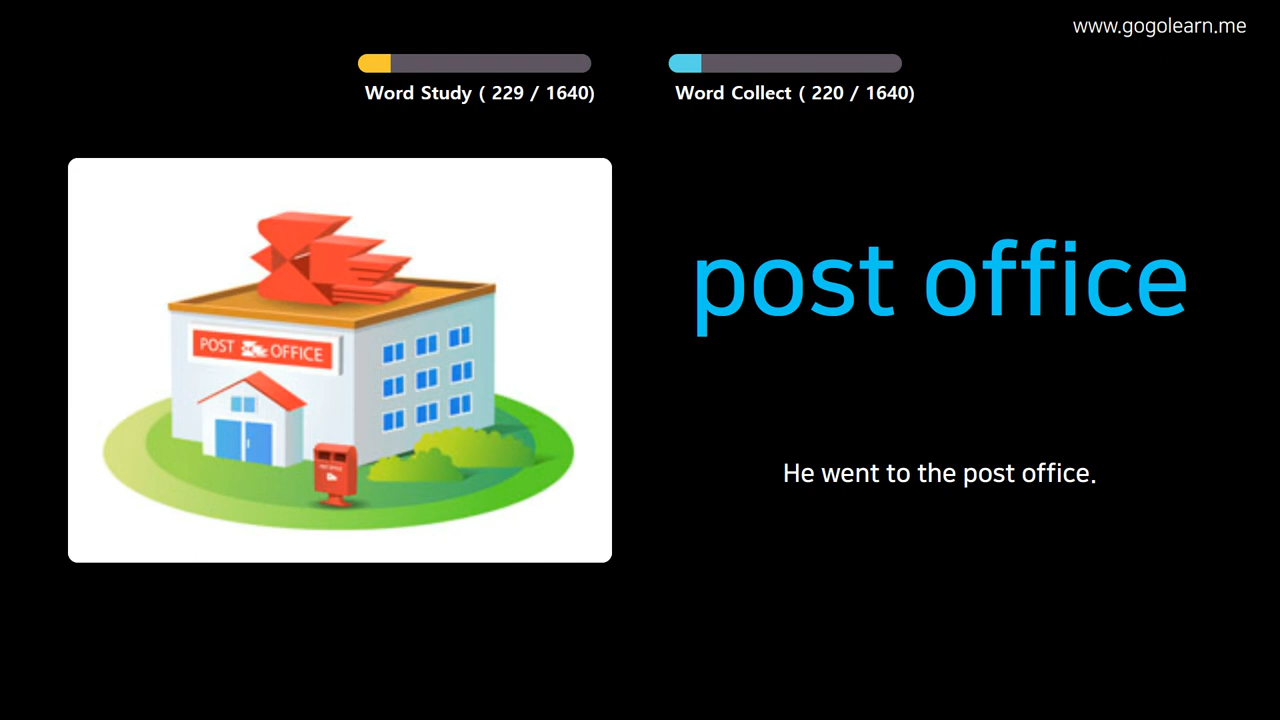 www.gogolearn.me
Word Study ( 229 / 1640)
Word Collect ( 220 / 1640)
POST OFFICE
post office
He went to the post office.